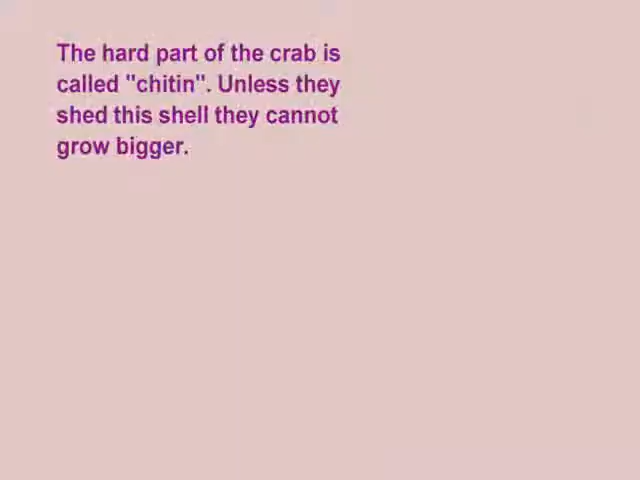 The hard part of the crab is
called "chitin". Unless they
shed this shell they cannot
grow bigger.